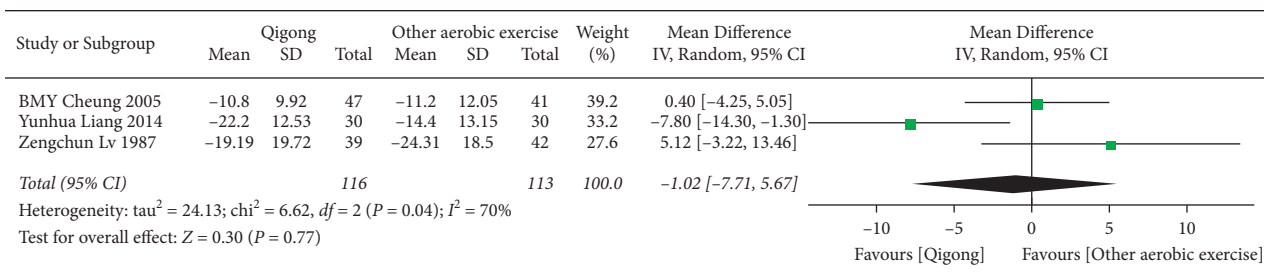 Study or Subgroup Qigong Other aerobic exercise Weight Mean Difference Mean Difference
Mean SD Total Mean SD Total (%) IV, Random, 95% CI IV, Random, 95% CI
BMY Cheung 2005 –10.8 9.92 47 –11.2 12.05 41 39.2 0.40 [–4.25, 5.05]
Yunhua Liang 2014 –22.2 12.53 30 –14.4 13.15 30 33.2 –7.80 [–14.30, –1.30]
Zengchun Lv 1987 –19.19 19.72 39 –24.31 18.5 42 27.6 5.12 [–3.22, 13.46]
Total (95% CI) 116 113 100.0 –1.02 [–7.71, 5.67]
Heterogeneity: tau² = 24.13; chi² = 6.62, df = 2 (P = 0.04); I² = 70%
Test for overall effect: Z = 0.30 (P = 0.77)
–10 –5 0 5 10
Favours [Qigong] Favours [Other aerobic exercise]